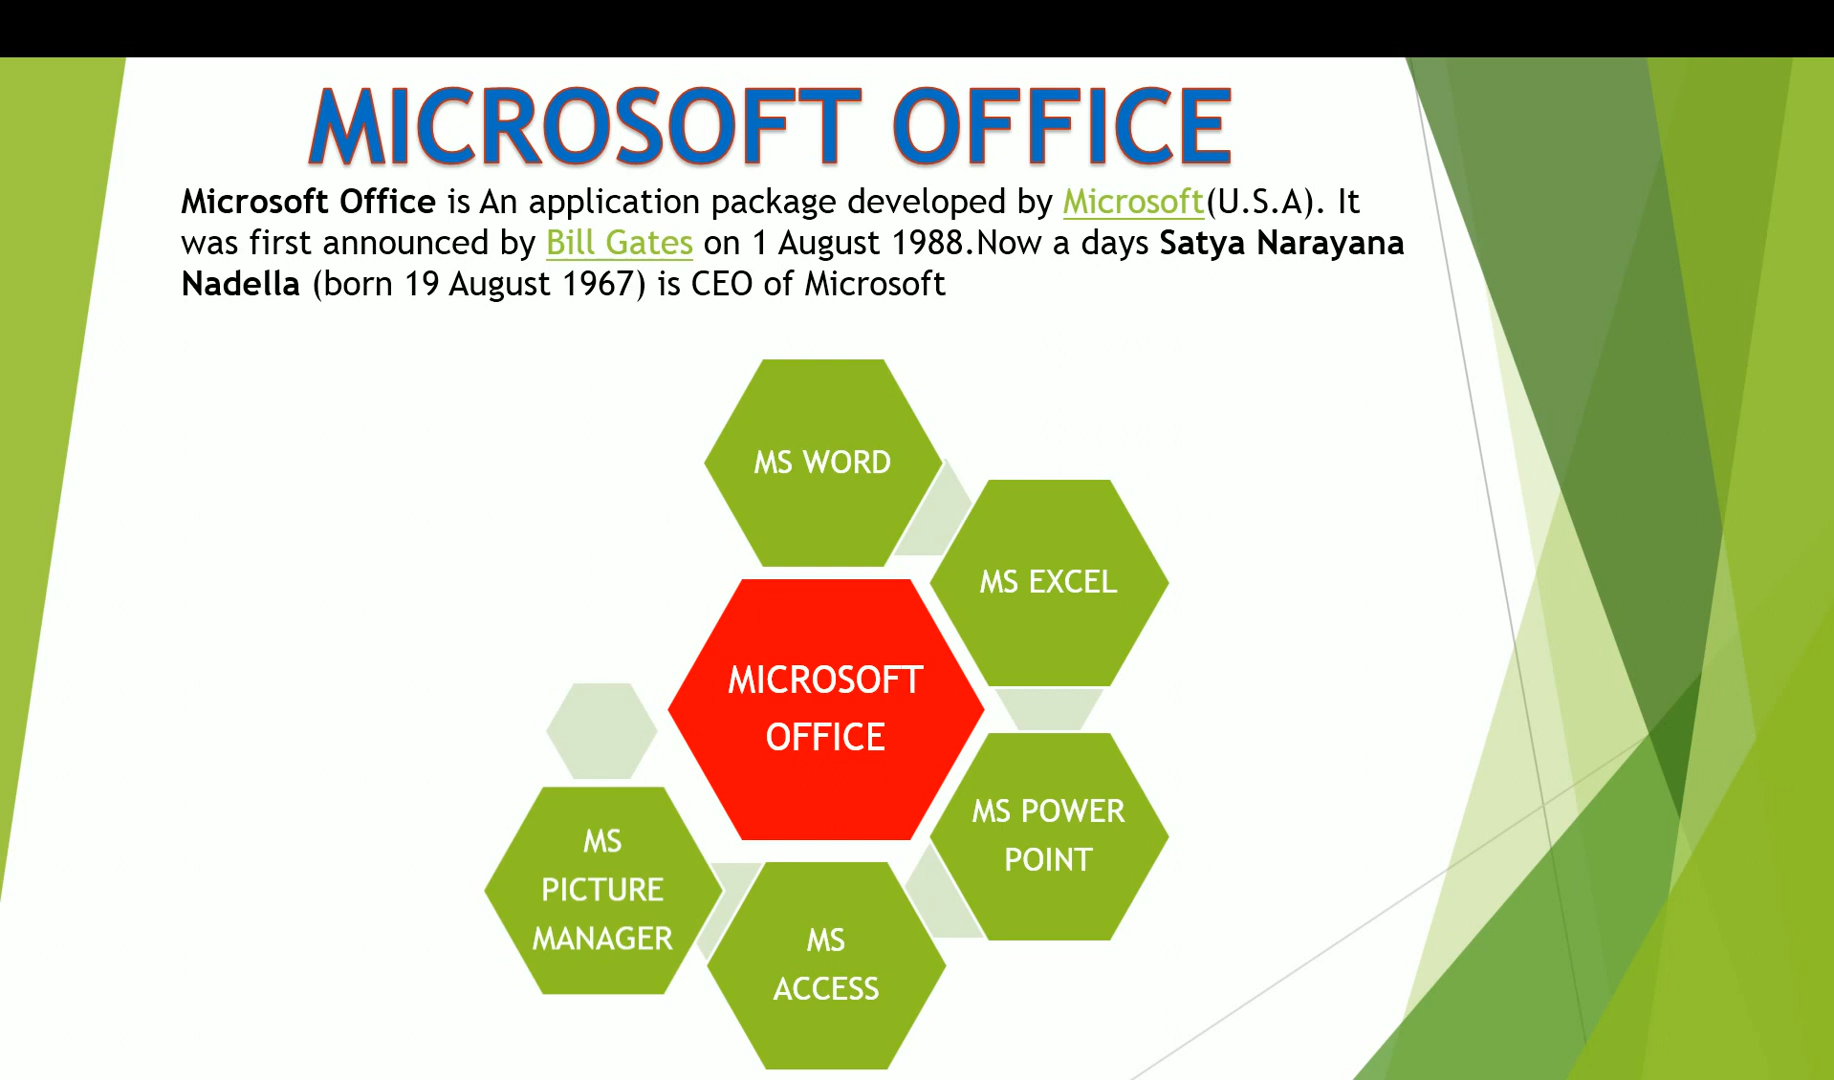 MICROSOFT OFFICE
Microsoft Office is An application package developed by Microsoft(U.S.A). It
was first announced by Bill Gates on 1 August 1988.Now a days Satya Narayana
Nadella (born 19 August 1967) is CEO of Microsoft
MS WORD
MS EXCEL
MICROSOFT
OFFICE
MS POWER
POINT
MS
PICTURE
MANAGER
MS
ACCESS